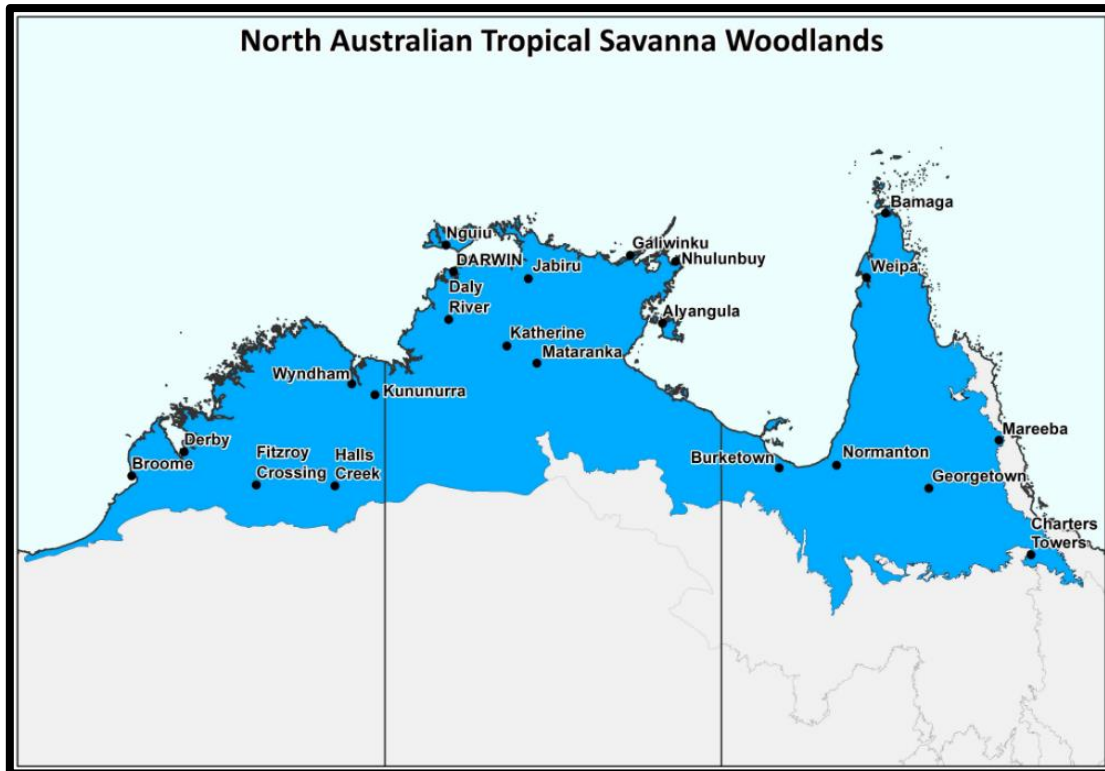 North Australian Tropical Savanna Woodlands
Bamaga
Nguiu
Galiwinku
Nhulunbuy
DARWIN
Jabiru
Weipa
Daly
River
Alyangula
Katherine
Mataranka
Wyndham
Kununurra
Derby
Mareeba
Broome
Fitzroy
Crossing
Halls
Creek
Burketown
Normanton
Georgetown
Charters
Towers